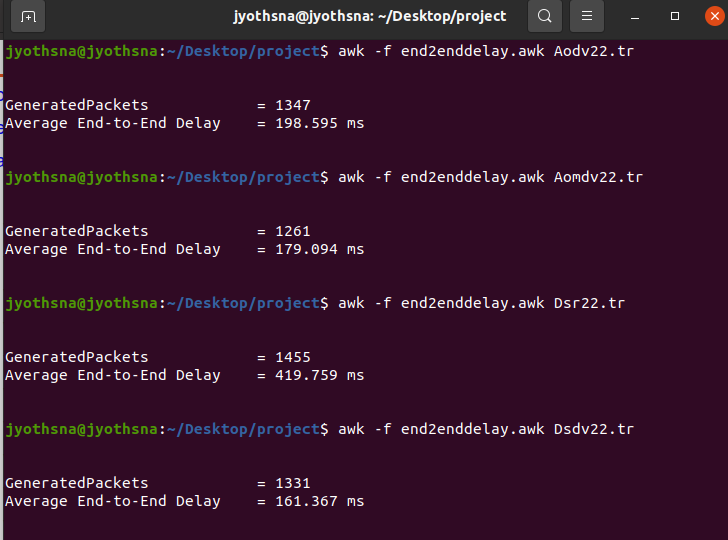 jyothsna@jyothsna: ~/Desktop/project
jyothsna@jyothsna:~/Desktop/project$ awk -f end2enddelay.awk Aodv22.tr
GeneratedPackets = 1347
Average End-to-End Delay = 198.595 ms
jyothsna@jyothsna:~/Desktop/project$ awk -f end2enddelay.awk Aomdv22.tr
GeneratedPackets = 1261
Average End-to-End Delay = 179.094 ms
jyothsna@jyothsna:~/Desktop/project$ awk -f end2enddelay.awk Dsr22.tr
GeneratedPackets = 1455
Average End-to-End Delay = 419.759 ms
jyothsna@jyothsna:~/Desktop/project$ awk -f end2enddelay.awk Dsdv22.tr
GeneratedPackets = 1331
Average End-to-End Delay = 161.367 ms